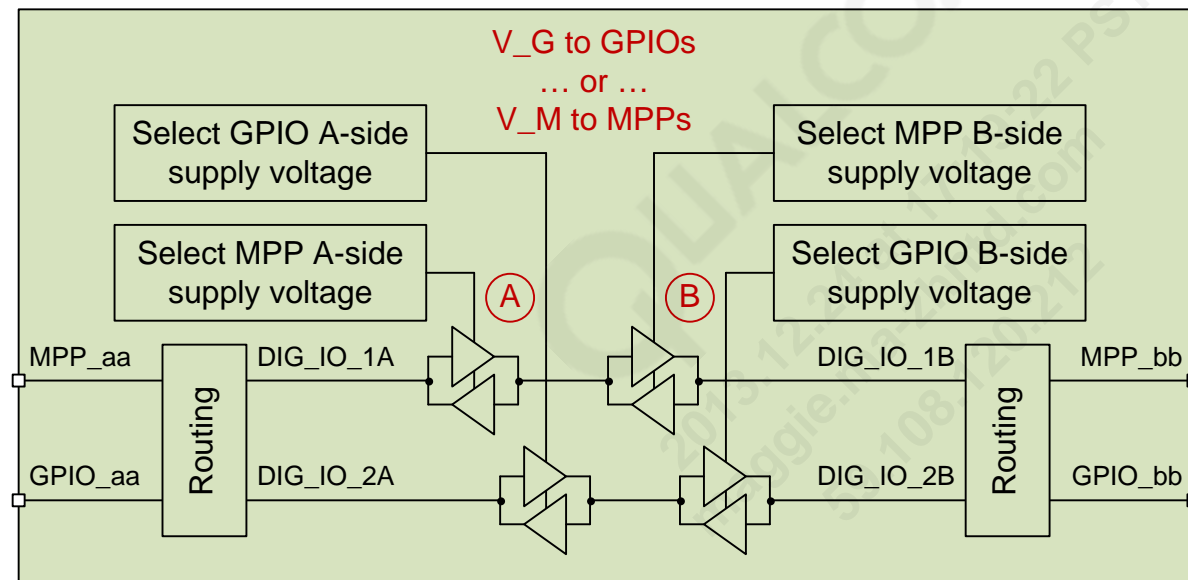 V_G to GPIOs
… or …
V_M to MPPs
Select GPIO A-side
supply voltage
Select MPP B-side
supply voltage
Select MPP A-side
supply voltage
Select GPIO B-side
supply voltage
A
B
MPP_aa
DIG_IO_1A
DIG_IO_1B
MPP_bb
Routing
Routing
GPIO_aa
DIG_IO_2A
DIG_IO_2B
GPIO_bb